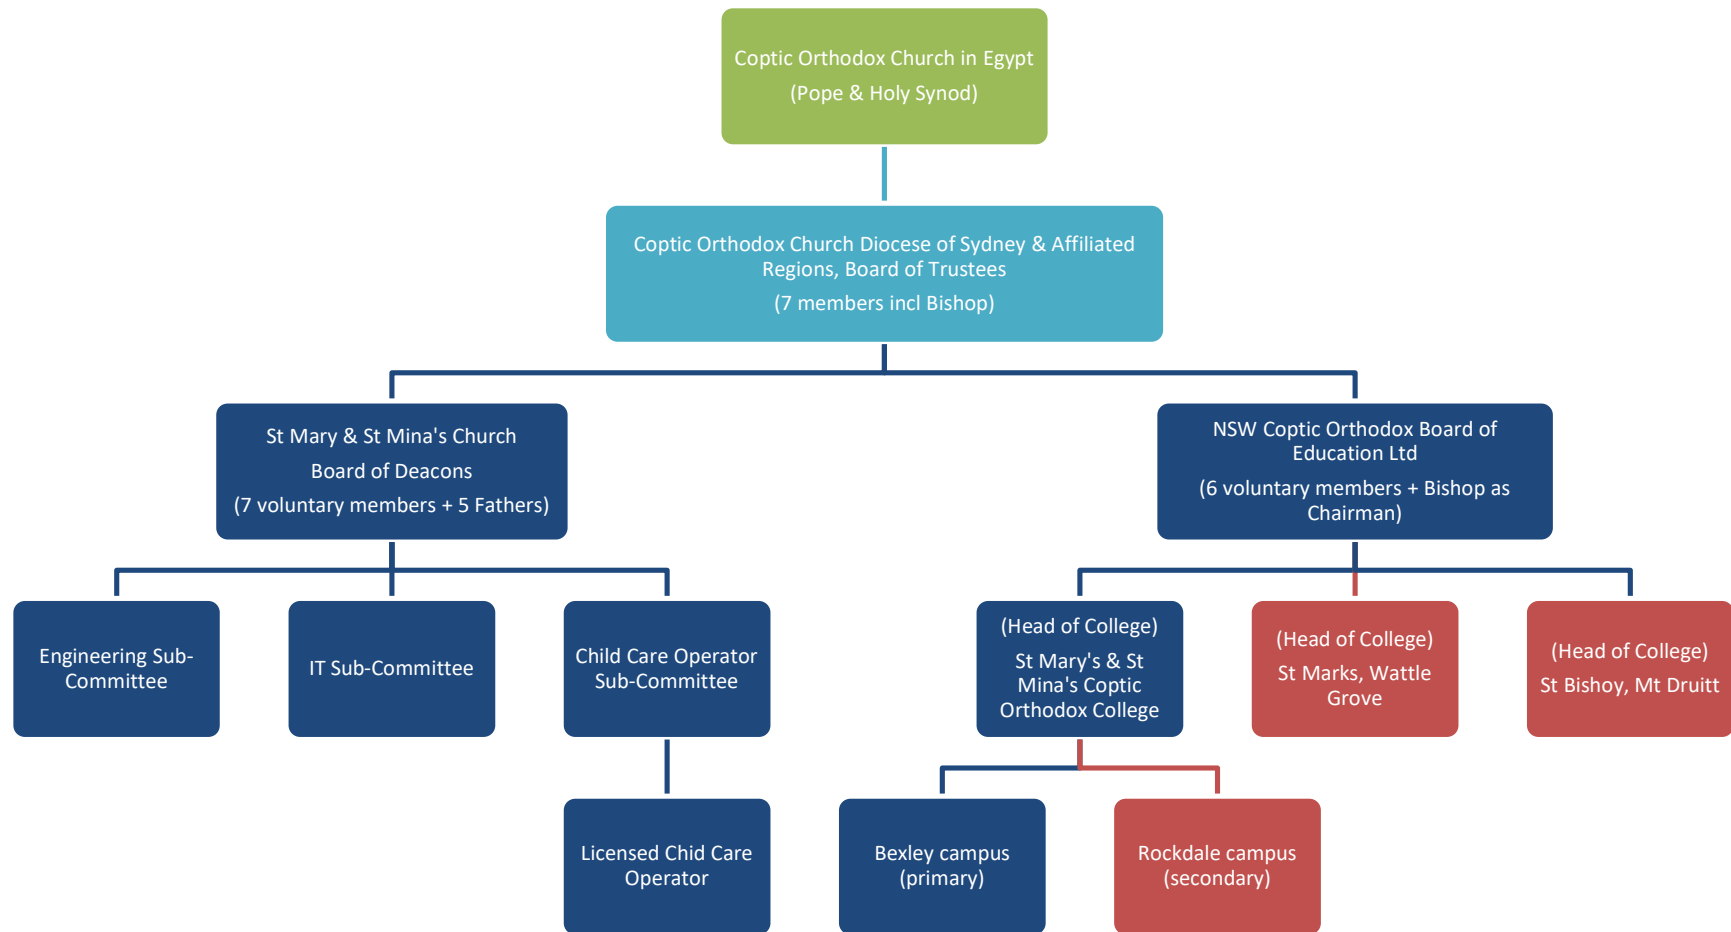 Coptic Orthodox Church in Egypt
(Pope & Holy Synod)
Coptic Orthodox Church Diocese of Sydney & Affiliated
Regions, Board of Trustees
(7 members incl Bishop)
St Mary & St Mina's Church
Board of Deacons
(7 voluntary members + 5 Fathers)
NSW Coptic Orthodox Board of
Education Ltd
(6 voluntary members + Bishop as
Chairman)
Engineering Sub-
Committee
IT Sub-Committee
Child Care Operator
Sub-Committee
(Head of College)
St Mary's & St
Mina's Coptic
Orthodox College
(Head of College)
St Marks, Wattle
Grove
(Head of College)
St Bishoy, Mt Druitt
Licensed Chid Care
Operator
Bexley campus
(primary)
Rockdale campus
(secondary)